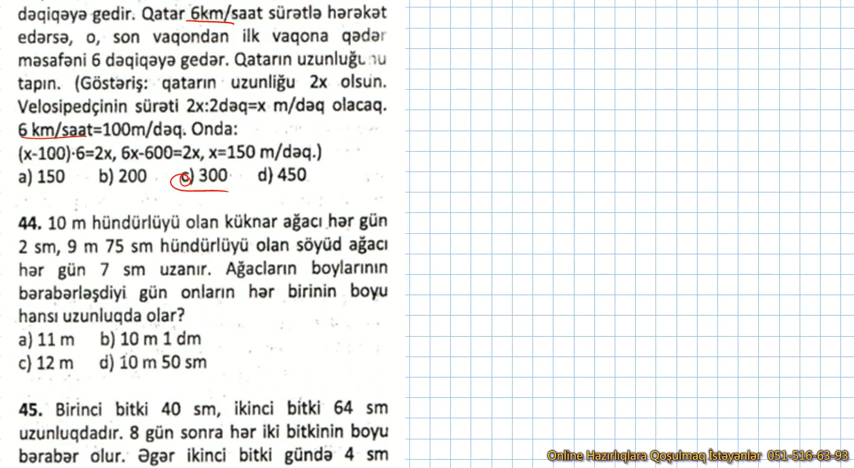 dəqiqəyə gedir. Qatar 6km/saat sürətlə hərəkət
edərsə, o, son vaqondan ilk vaqona qədər
məsafəni 6 dəqiqəyə gedər. Qatarın uzunluğunu
tapın. (Göstəriş: qatarın uzunliğu 2x olsun.
Velosipedçinin sürəti 2x:2dəq=x m/dəq olacaq.
6 km/saat=100m/dəq. Onda:
(x-100)·6=2x, 6x-600=2x, x=150 m/dəq.)
a) 150 b) 200 c) 300 d) 450
44. 10 m hündürlüyü olan küknar ağacı hər gün
2 sm, 9 m 75 sm hündürlüyü olan söyüd ağacı
hər gün 7 sm uzanır. Ağacların boylarının
bərabərləşdiyi gün onların hər birinin boyu
hansı uzunluqda olar?
a) 11 m b) 10 m 1 dm
c) 12 m d) 10 m 50 sm
45. Birinci bitki 40 sm, ikinci bitki 64 sm
uzunluqdadır. 8 gün sonra hər iki bitkinin boyu
bərabər olur. Əgər ikinci bitki gündə 4 sm
Online Hazırlıqlara Qoşulmaq İstəyənlər 051-516-63-93